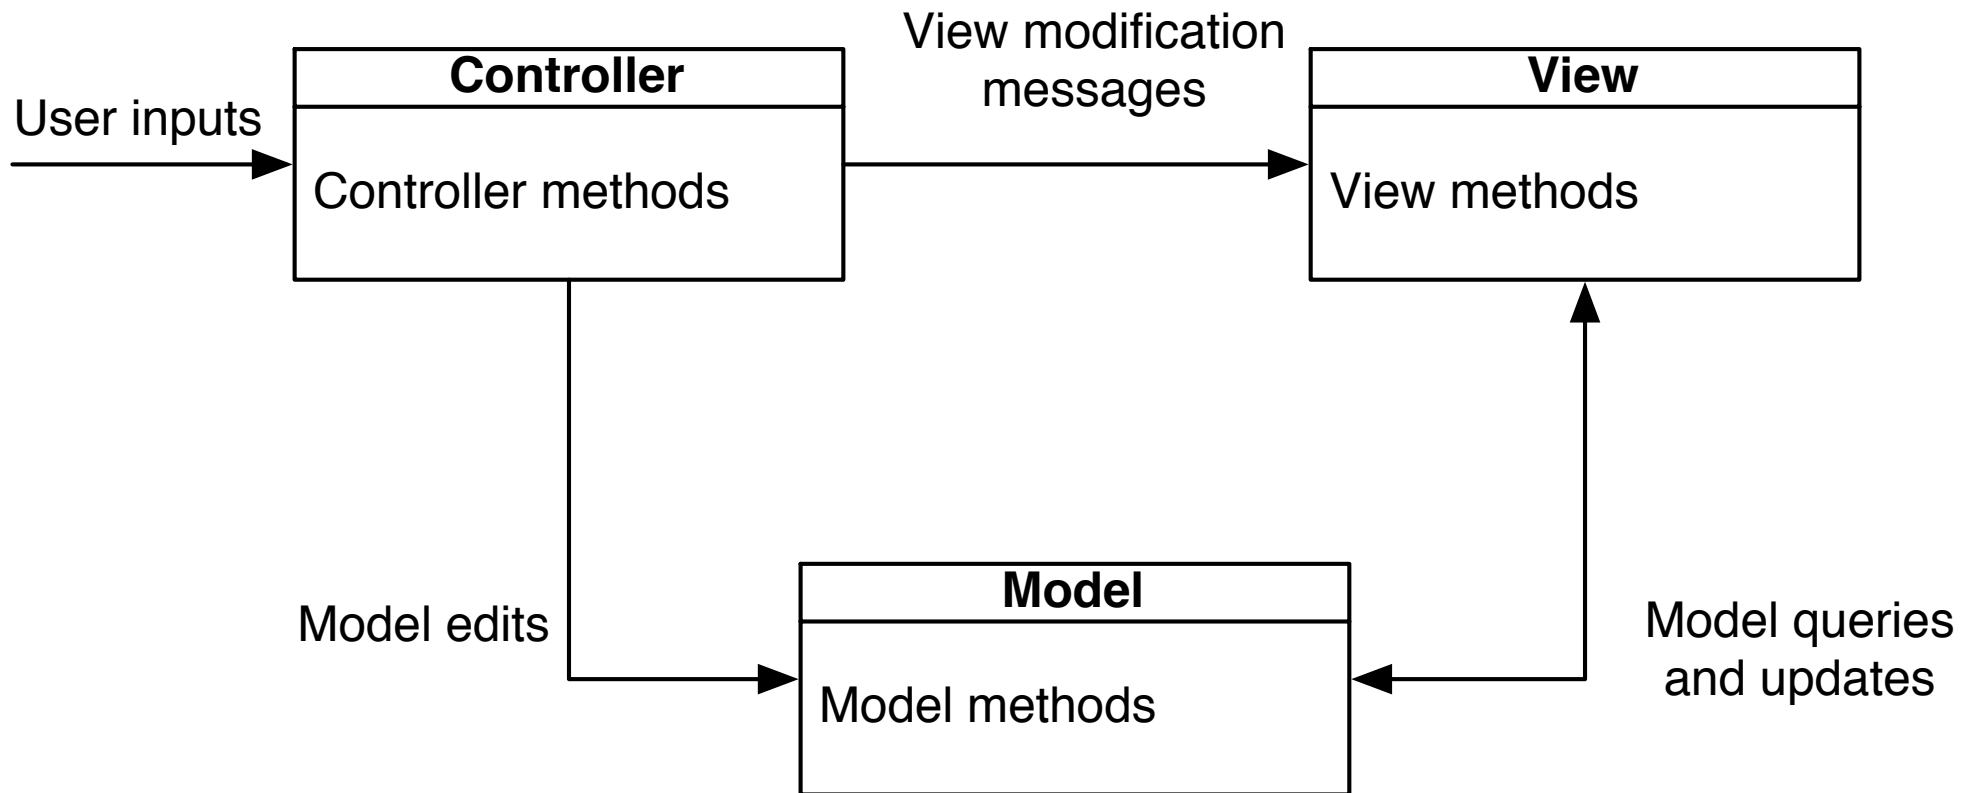 View modification
messages
Controller
View
User inputs
Controller methods
View methods
Model
Model edits
Model queries
and updates
Model methods